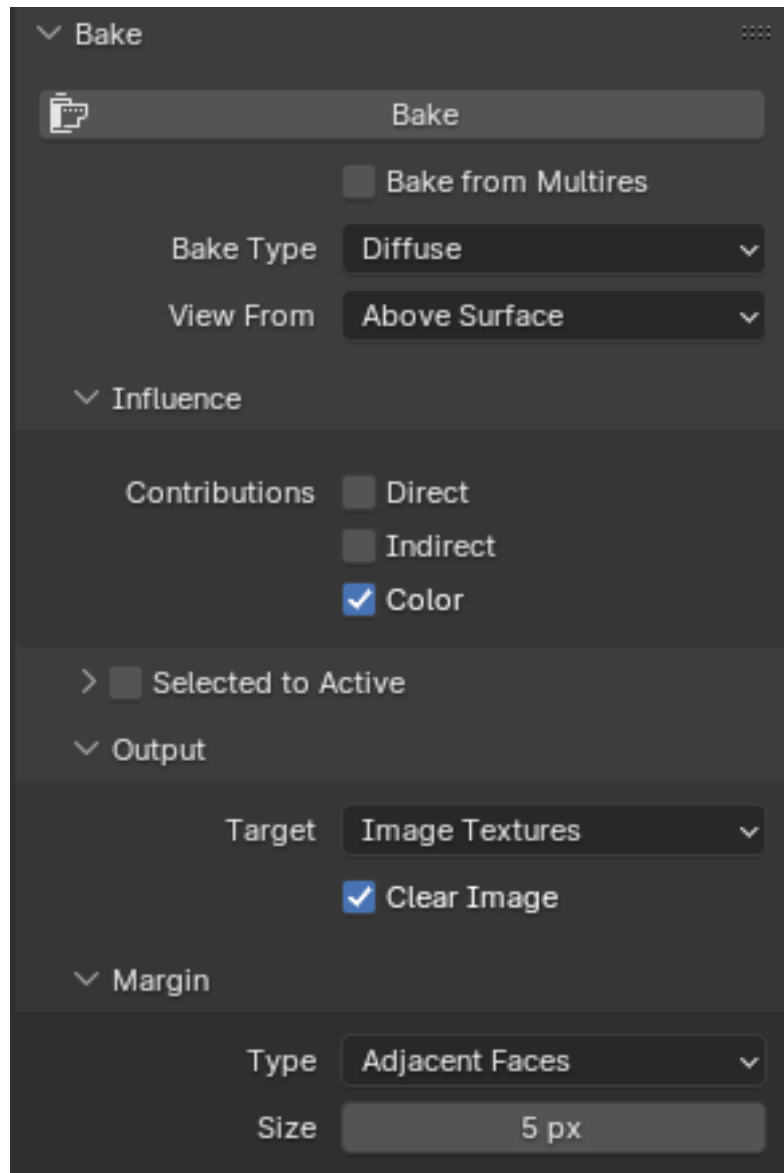 Bake
Bake
Bake from Multires
Bake Type Diffuse
View From Above Surface
Influence
Contributions Direct
Indirect
Color
Selected to Active
Output
Target Image Textures
Clear Image
Margin
Type Adjacent Faces
Size 5 px